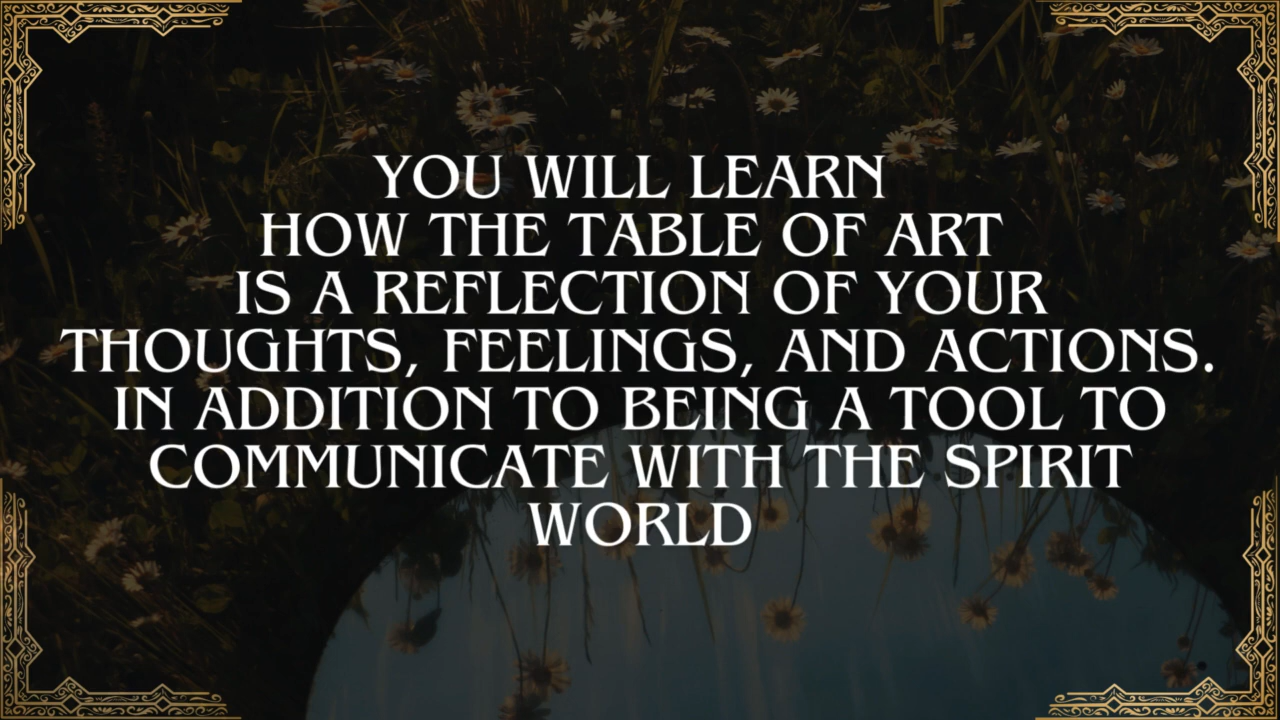 YOU WILL LEARN
HOW THE TABLE OF ART
IS A REFLECTION OF YOUR
THOUGHTS, FEELINGS, AND ACTIONS.
IN ADDITION TO BEING A TOOL TO
COMMUNICATE WITH THE SPIRIT
WORLD